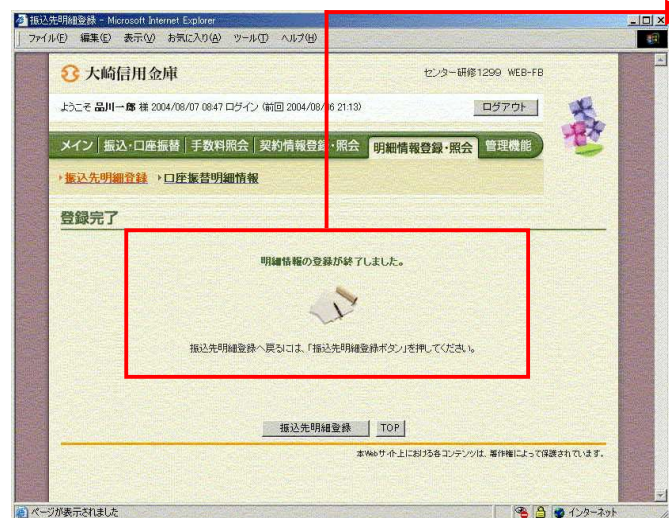 振込先明細登録 - Microsoft Internet Explorer
ファイル(F) 編集(E) 表示(V) お気に入り(A) ツール(T) ヘルプ(H)
大崎信用金庫
センター研修1299 WEB-FB
ようこそ 品川一郎 様 2004/08/07 08:47 ログイン (前回 2004/08/ 6 21:13)
ログアウト
メイン 振込・口座振替 手数料照会 契約情報登録・照会 明細情報登録・照会 管理機能
振込先明細登録 口座振替明細情報
登録完了
明細情報の登録が終了しました。
振込先明細登録へ戻るには、「振込先明細登録ボタン」を押してください。
振込先明細登録 TOP
本Webサイト上における各コンテンツは、著作権によって保護されています。
ページが表示されました
インターネット